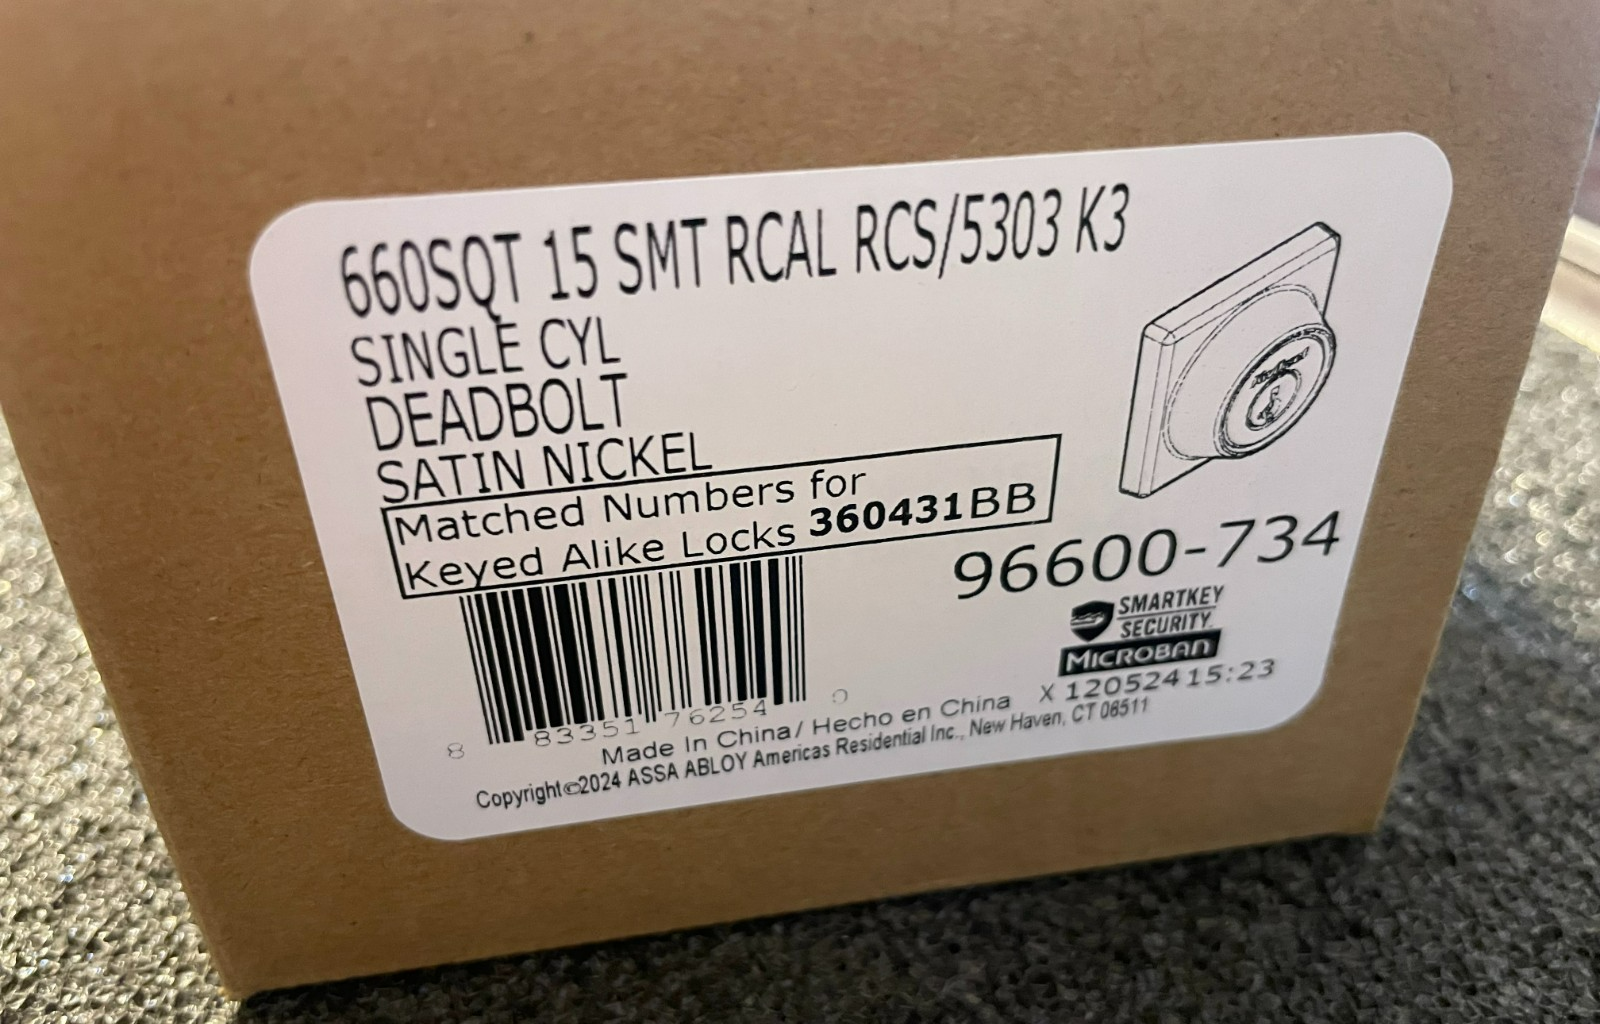 660SQT 15 SMT RCAL RCS/5303 K3
SINGLE CYL
DEADBOLT
SATIN NICKEL
Matched Numbers for
Keyed Alike Locks 360431BB
96600-734
SMARTKEY
SECURITY
MICROBAN
X 120524 15:23
8 83351 76254 0
Made In China/ Hecho en China
Copyright©2024 ASSA ABLOY Americas Residential Inc., New Haven, CT 06511